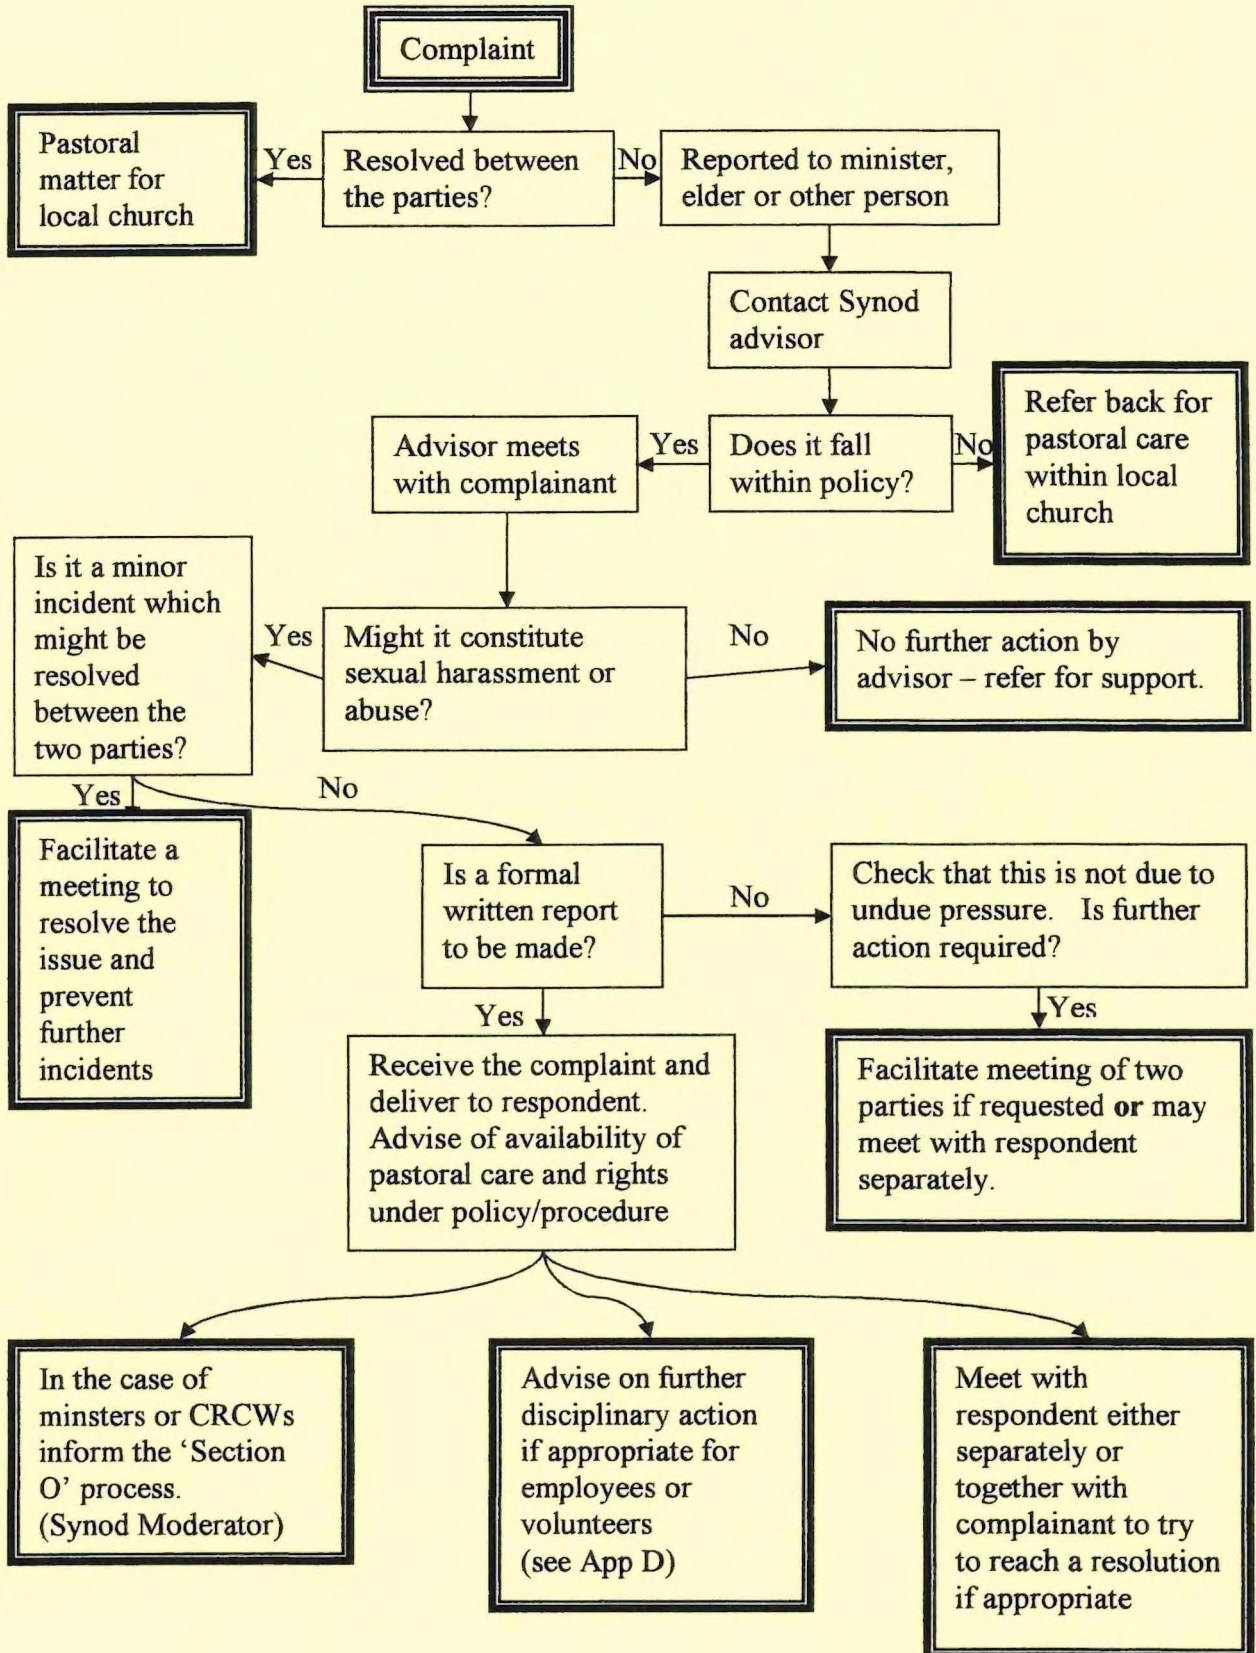 Complaint
Pastoral
matter for
local church
Yes
Resolved between
the parties?
No
Reported to minister,
elder or other person
Contact Synod
advisor
Advisor meets
with complainant
Yes
Does it fall
within policy?
No
Refer back for
pastoral care
within local
church
Is it a minor
incident which
might be
resolved
between the
two parties?
Yes
Might it constitute
sexual harassment or
abuse?
No
No further action by
advisor – refer for support.
Yes
No
Facilitate a
meeting to
resolve the
issue and
prevent
further
incidents
Is a formal
written report
to be made?
No
Check that this is not due to
undue pressure. Is further
action required?
Yes
Yes
Receive the complaint and
deliver to respondent.
Advise of availability of
pastoral care and rights
under policy/procedure
Facilitate meeting of two
parties if requested or may
meet with respondent
separately.
In the case of
minsters or CRCWs
inform the ‘Section
O’ process.
(Synod Moderator)
Advise on further
disciplinary action
if appropriate for
employees or
volunteers
(see App D)
Meet with
respondent either
separately or
together with
complainant to try
to reach a resolution
if appropriate